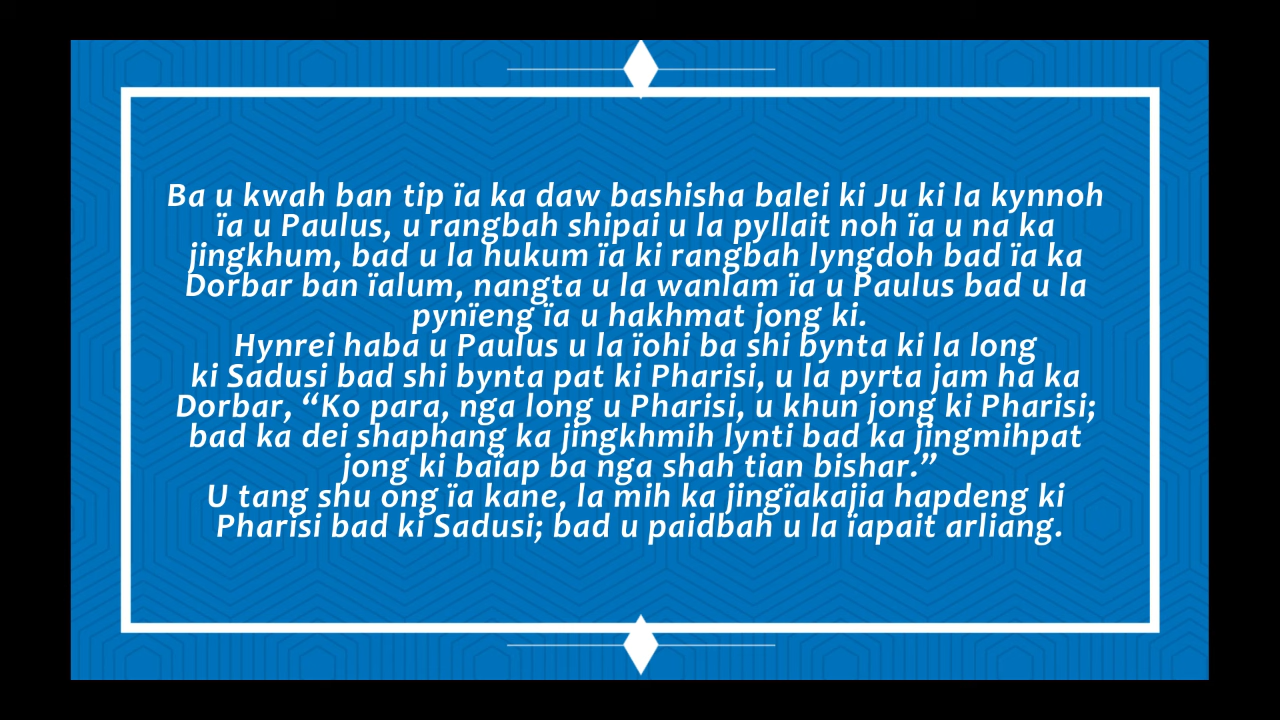 Ba u kwah ban tip ïa ka daw bashisha balei ki Ju ki la kynnoh
ïa u Paulus, u rangbah shipai u la pyllait noh ïa u na ka
jingkhum, bad u la hukum ïa ki rangbah lyngdoh bad ïa ka
Dorbar ban ïalum, nangta u la wanlam ïa u Paulus bad u la
pynïeng ïa u hakhmat jong ki.
Hynrei haba u Paulus u la ïohi ba shi bynta ki la long
ki Sadusi bad shi bynta pat ki Pharisi, u la pyrta jam ha ka
Dorbar, “Ko para, nga long u Pharisi, u khun jong ki Pharisi;
bad ka dei shaphang ka jingkhmih lynti bad ka jingmihpat
jong ki baïap ba nga shah tian bishar.”
U tang shu ong ïa kane, la mih ka jingïakajia hapdeng ki
Pharisi bad ki Sadusi; bad u paidbah u la ïapait arliang.